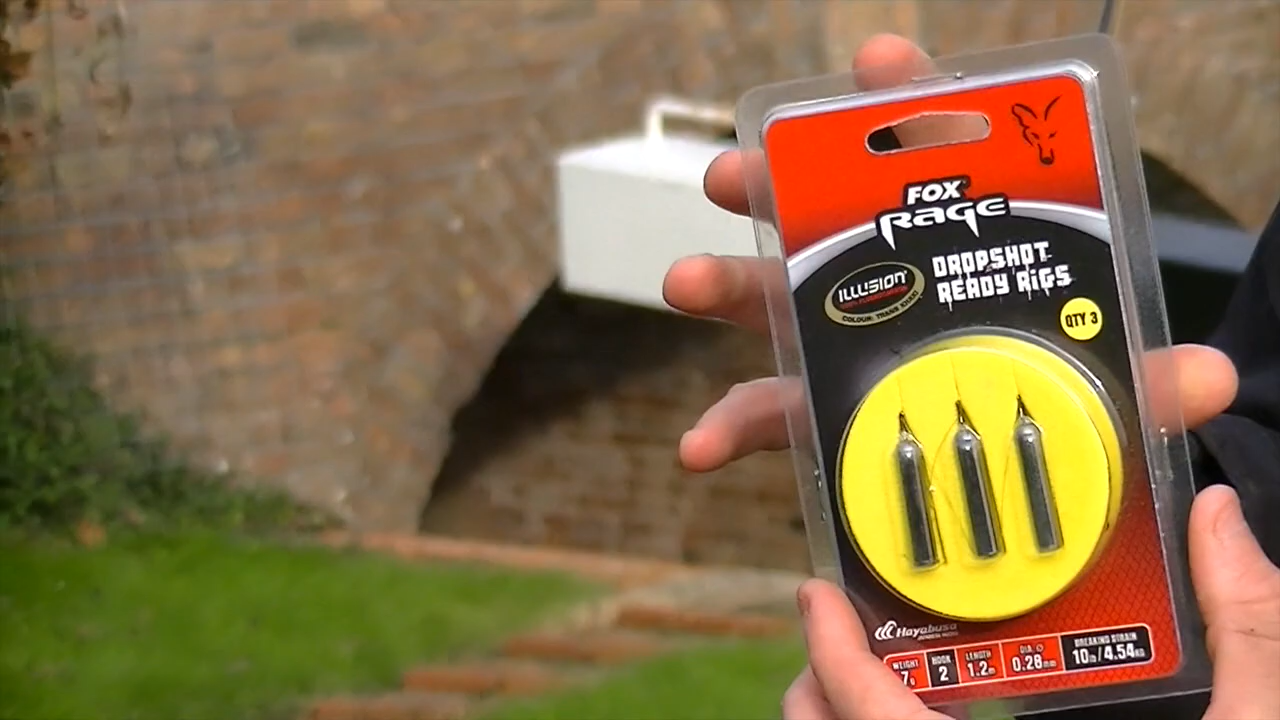 FOX
RAGE
ILLUSION
COLOUR: TRANS KHAKI
DROPSHOT
READY RIGS
QTY 3
Hayabusa
WEIGHT
7g
HOOK
2
LENGTH
1.2m
DIA. Ø
0.28mm
BREAKING STRAIN
10lb/4.54KG